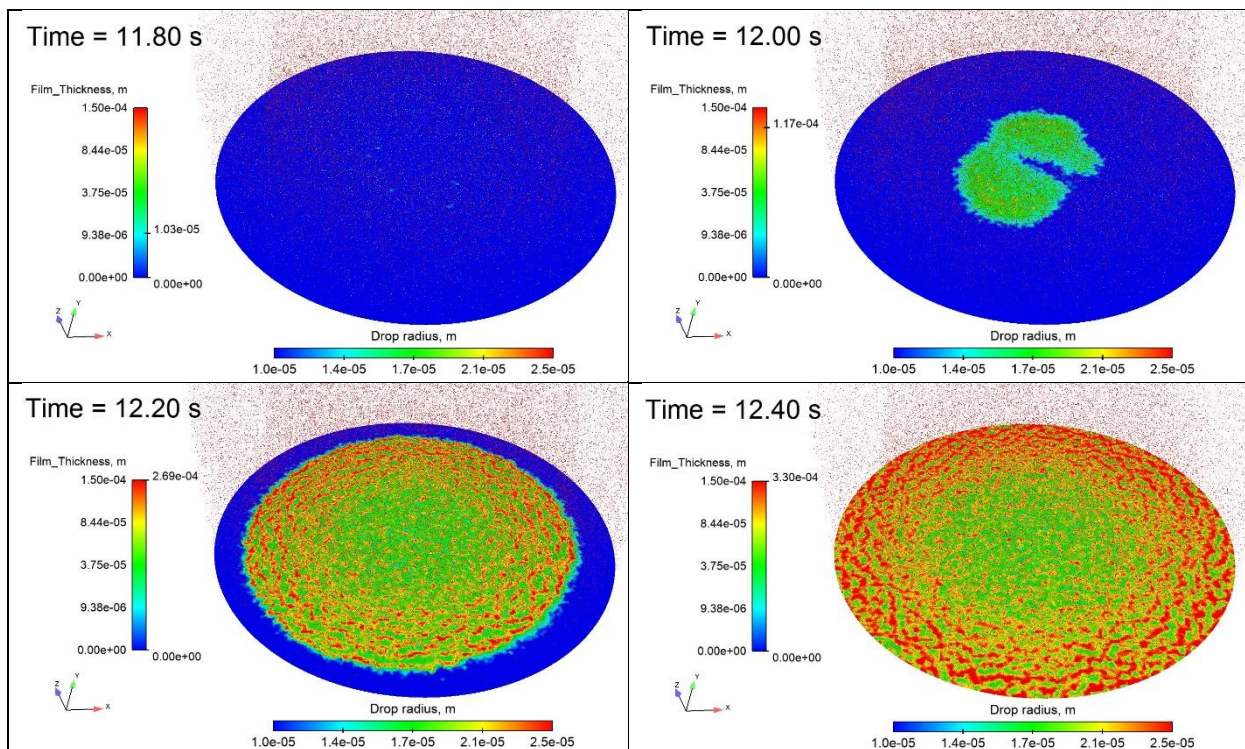 Time = 11.80 s
Film_Thickness, m
1.50e-04
8.44e-05
3.75e-05
1.03e-05
9.38e-06
0.00e+00 0.00e+00
Z Y X
Drop radius, m
1.0e-05 1.4e-05 1.7e-05 2.1e-05 2.5e-05
Time = 12.00 s
Film_Thickness, m
1.50e-04
1.17e-04
8.44e-05
3.75e-05
9.38e-06
0.00e+00 0.00e+00
Z Y X
Drop radius, m
1.0e-05 1.4e-05 1.7e-05 2.1e-05 2.5e-05
Time = 12.20 s
Film_Thickness, m
1.50e-04 2.69e-04
8.44e-05
3.75e-05
9.38e-06
0.00e+00 0.00e+00
Z Y X
Drop radius, m
1.0e-05 1.4e-05 1.7e-05 2.1e-05 2.5e-05
Time = 12.40 s
Film_Thickness, m
1.50e-04 3.30e-04
8.44e-05
3.75e-05
9.38e-06
0.00e+00 0.00e+00
Z Y X
Drop radius, m
1.0e-05 1.4e-05 1.7e-05 2.1e-05 2.5e-05